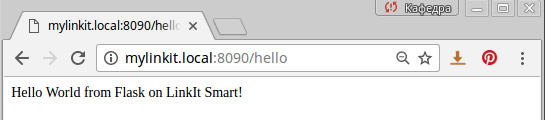 Кафедра
mylinkit.local:8090/hello
mylinkit.local:8090/hello
Hello World from Flask on LinkIt Smart!